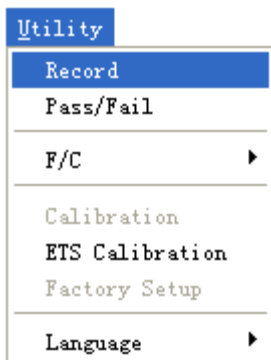 Utility
Record
Pass/Fail
F/C
Calibration
ETS Calibration
Factory Setup
Language